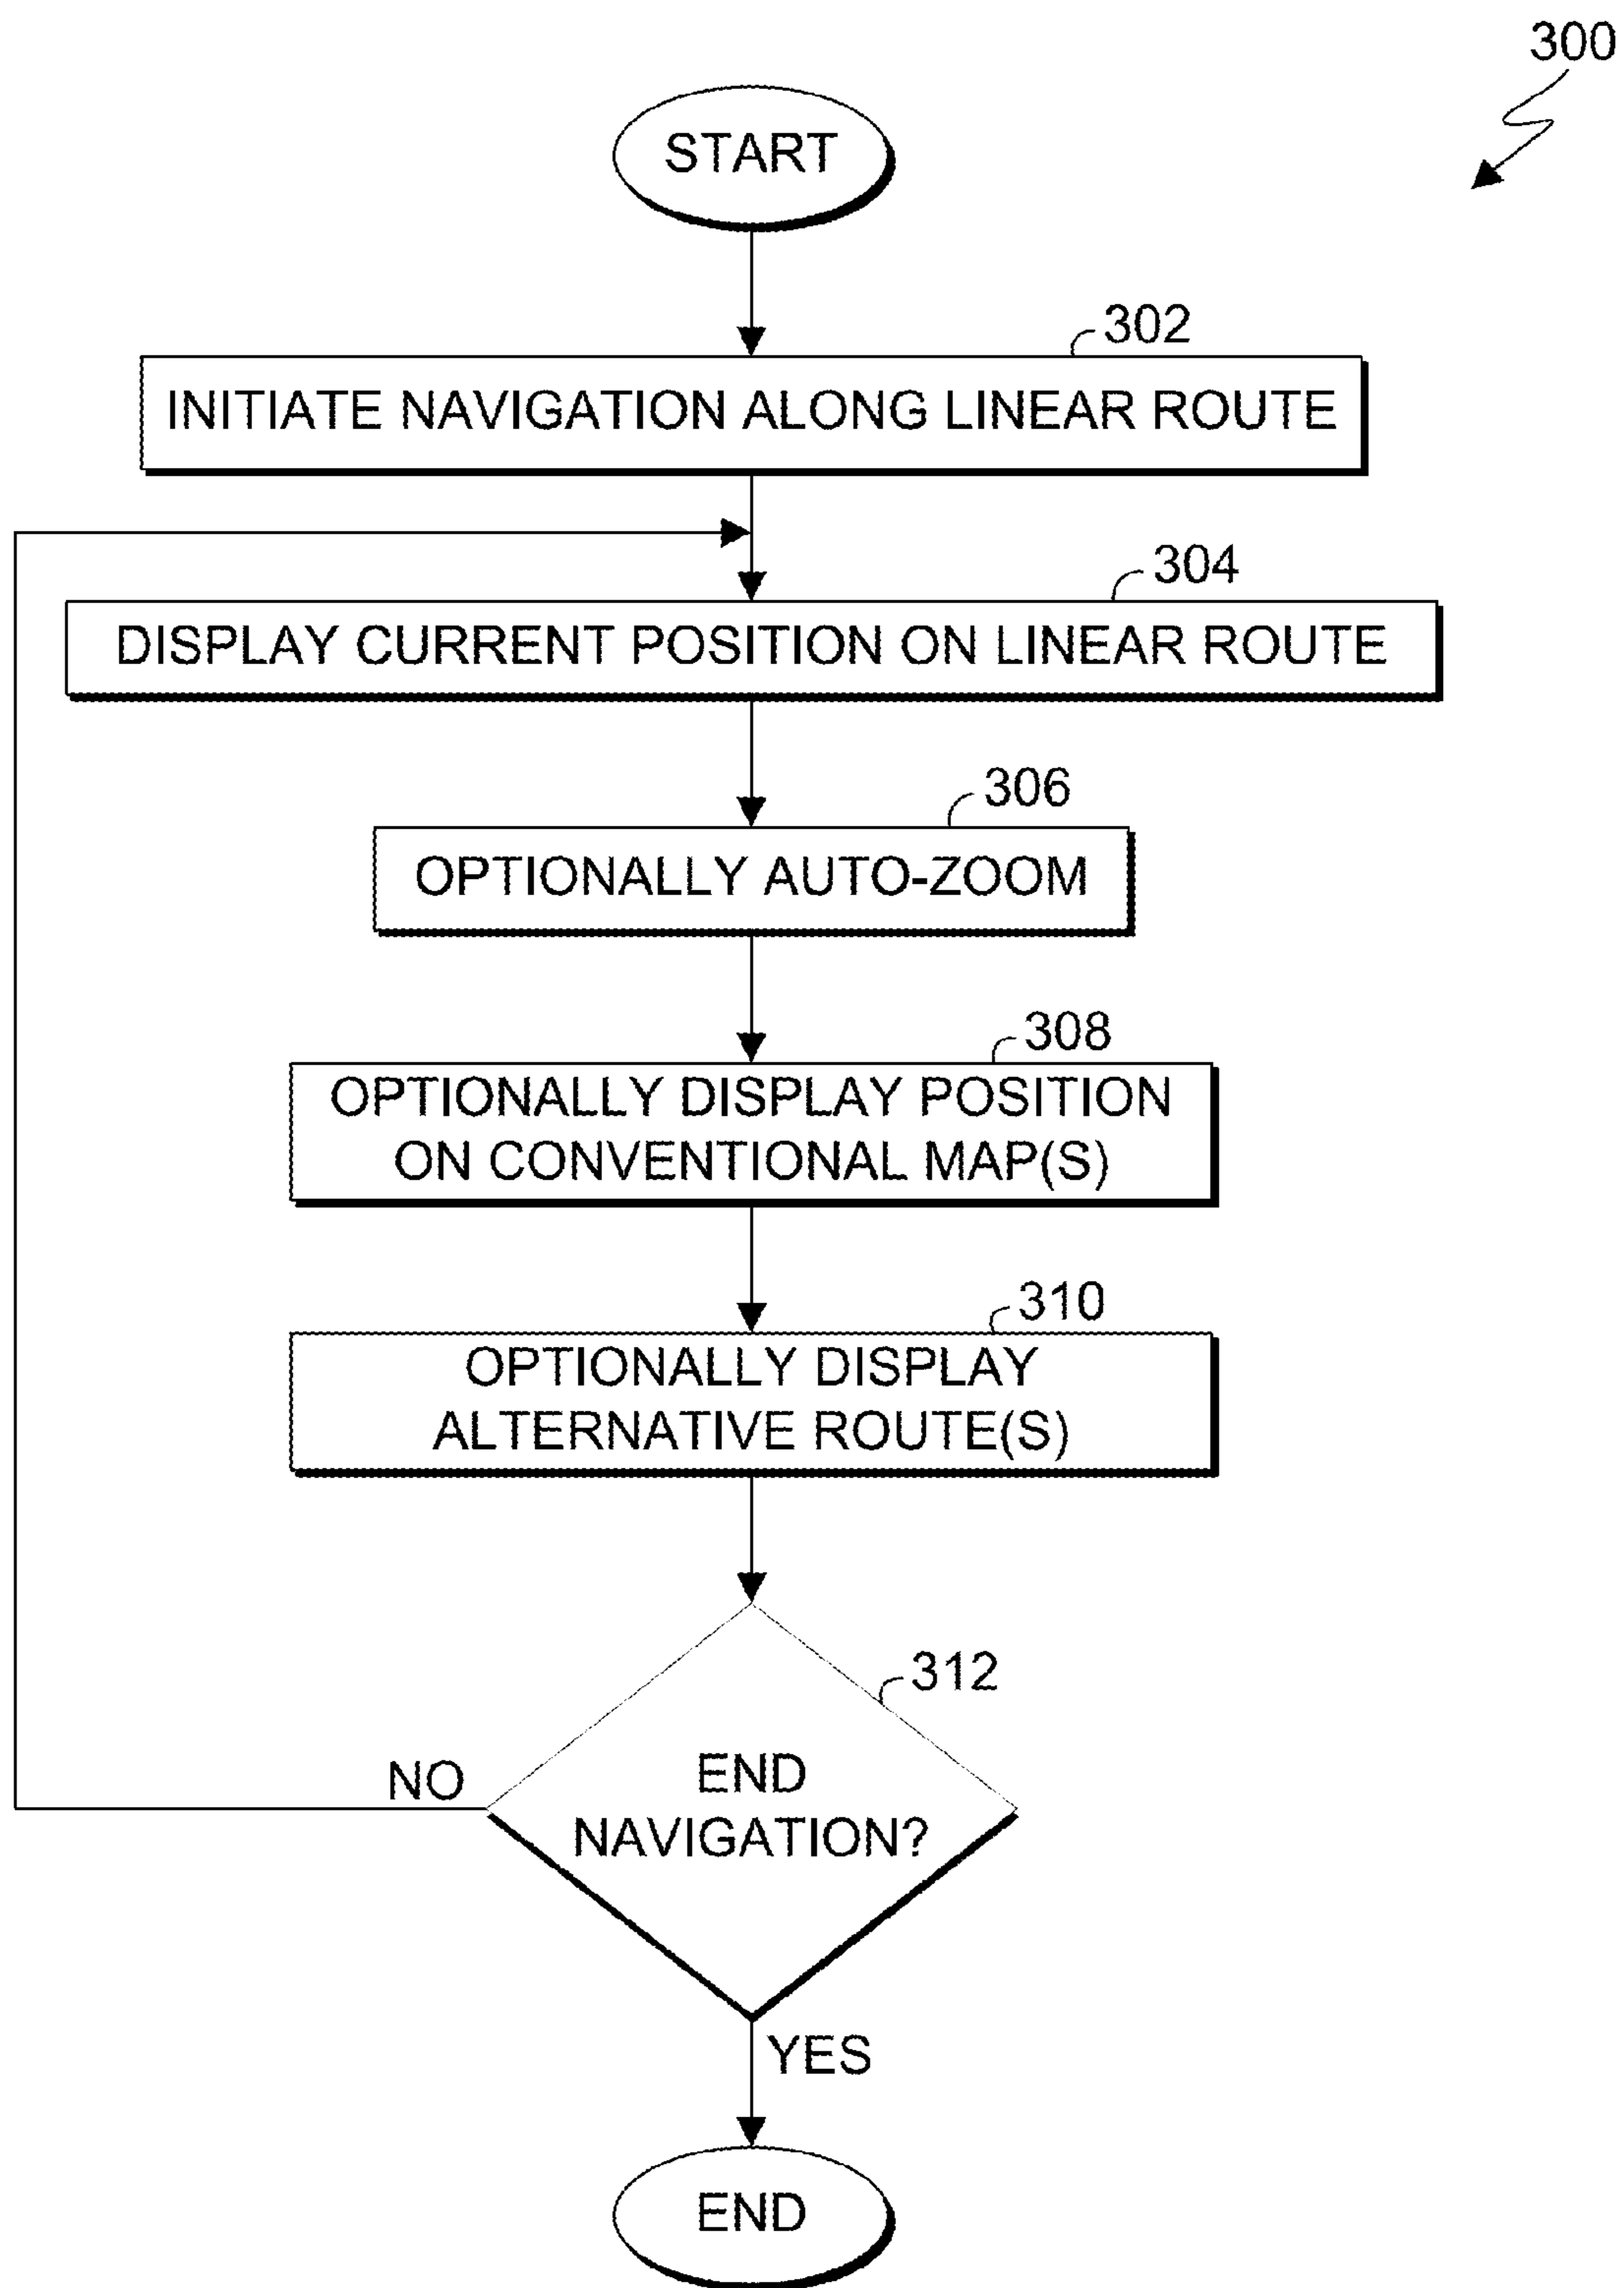 300
START
302
INITIATE NAVIGATION ALONG LINEAR ROUTE
304
DISPLAY CURRENT POSITION ON LINEAR ROUTE
306
OPTIONALLY AUTO-ZOOM
308
OPTIONALLY DISPLAY POSITION
ON CONVENTIONAL MAP(S)
310
OPTIONALLY DISPLAY
ALTERNATIVE ROUTE(S)
312
END
NAVIGATION?
NO
YES
END